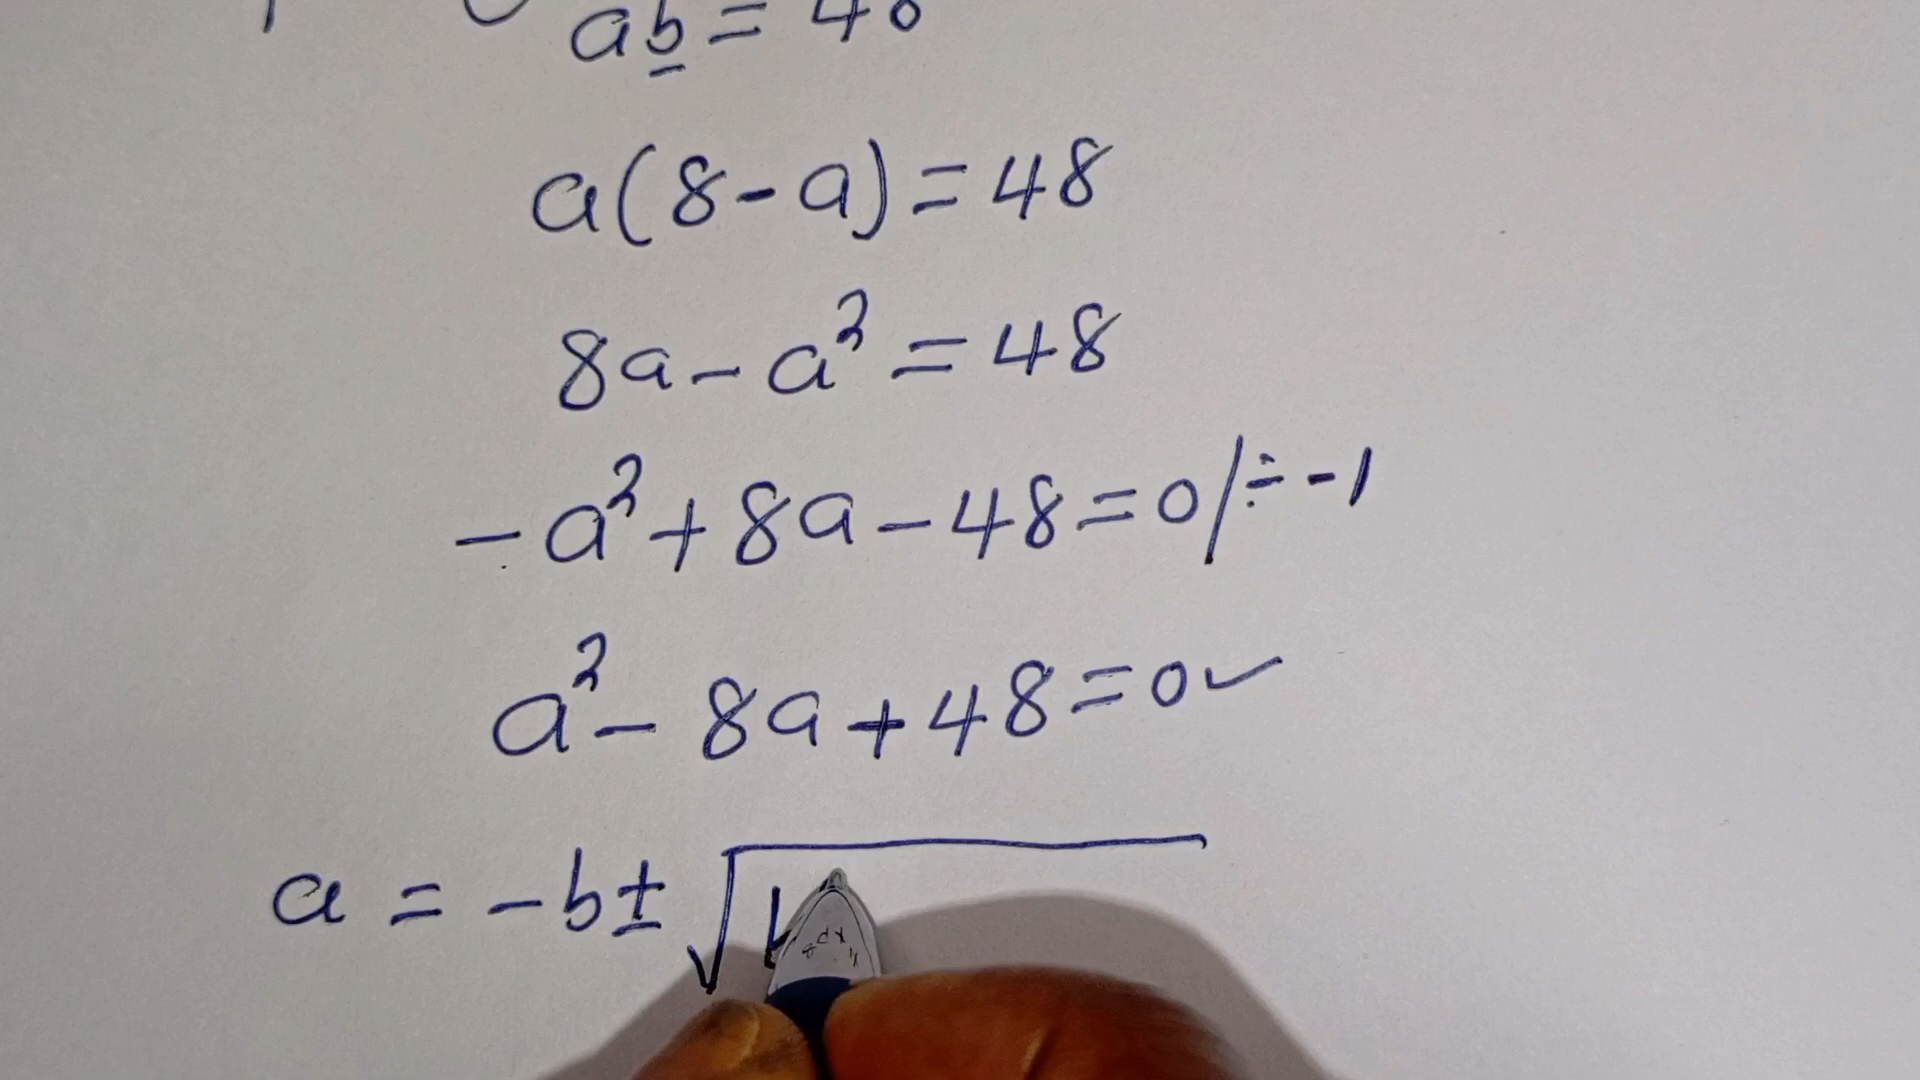 ab = 48
a(8-a) = 48
8a - a² = 48
-a² + 8a - 48 = 0 / ÷ -1
a² - 8a + 48 = 0 ✓
a = -b ± √